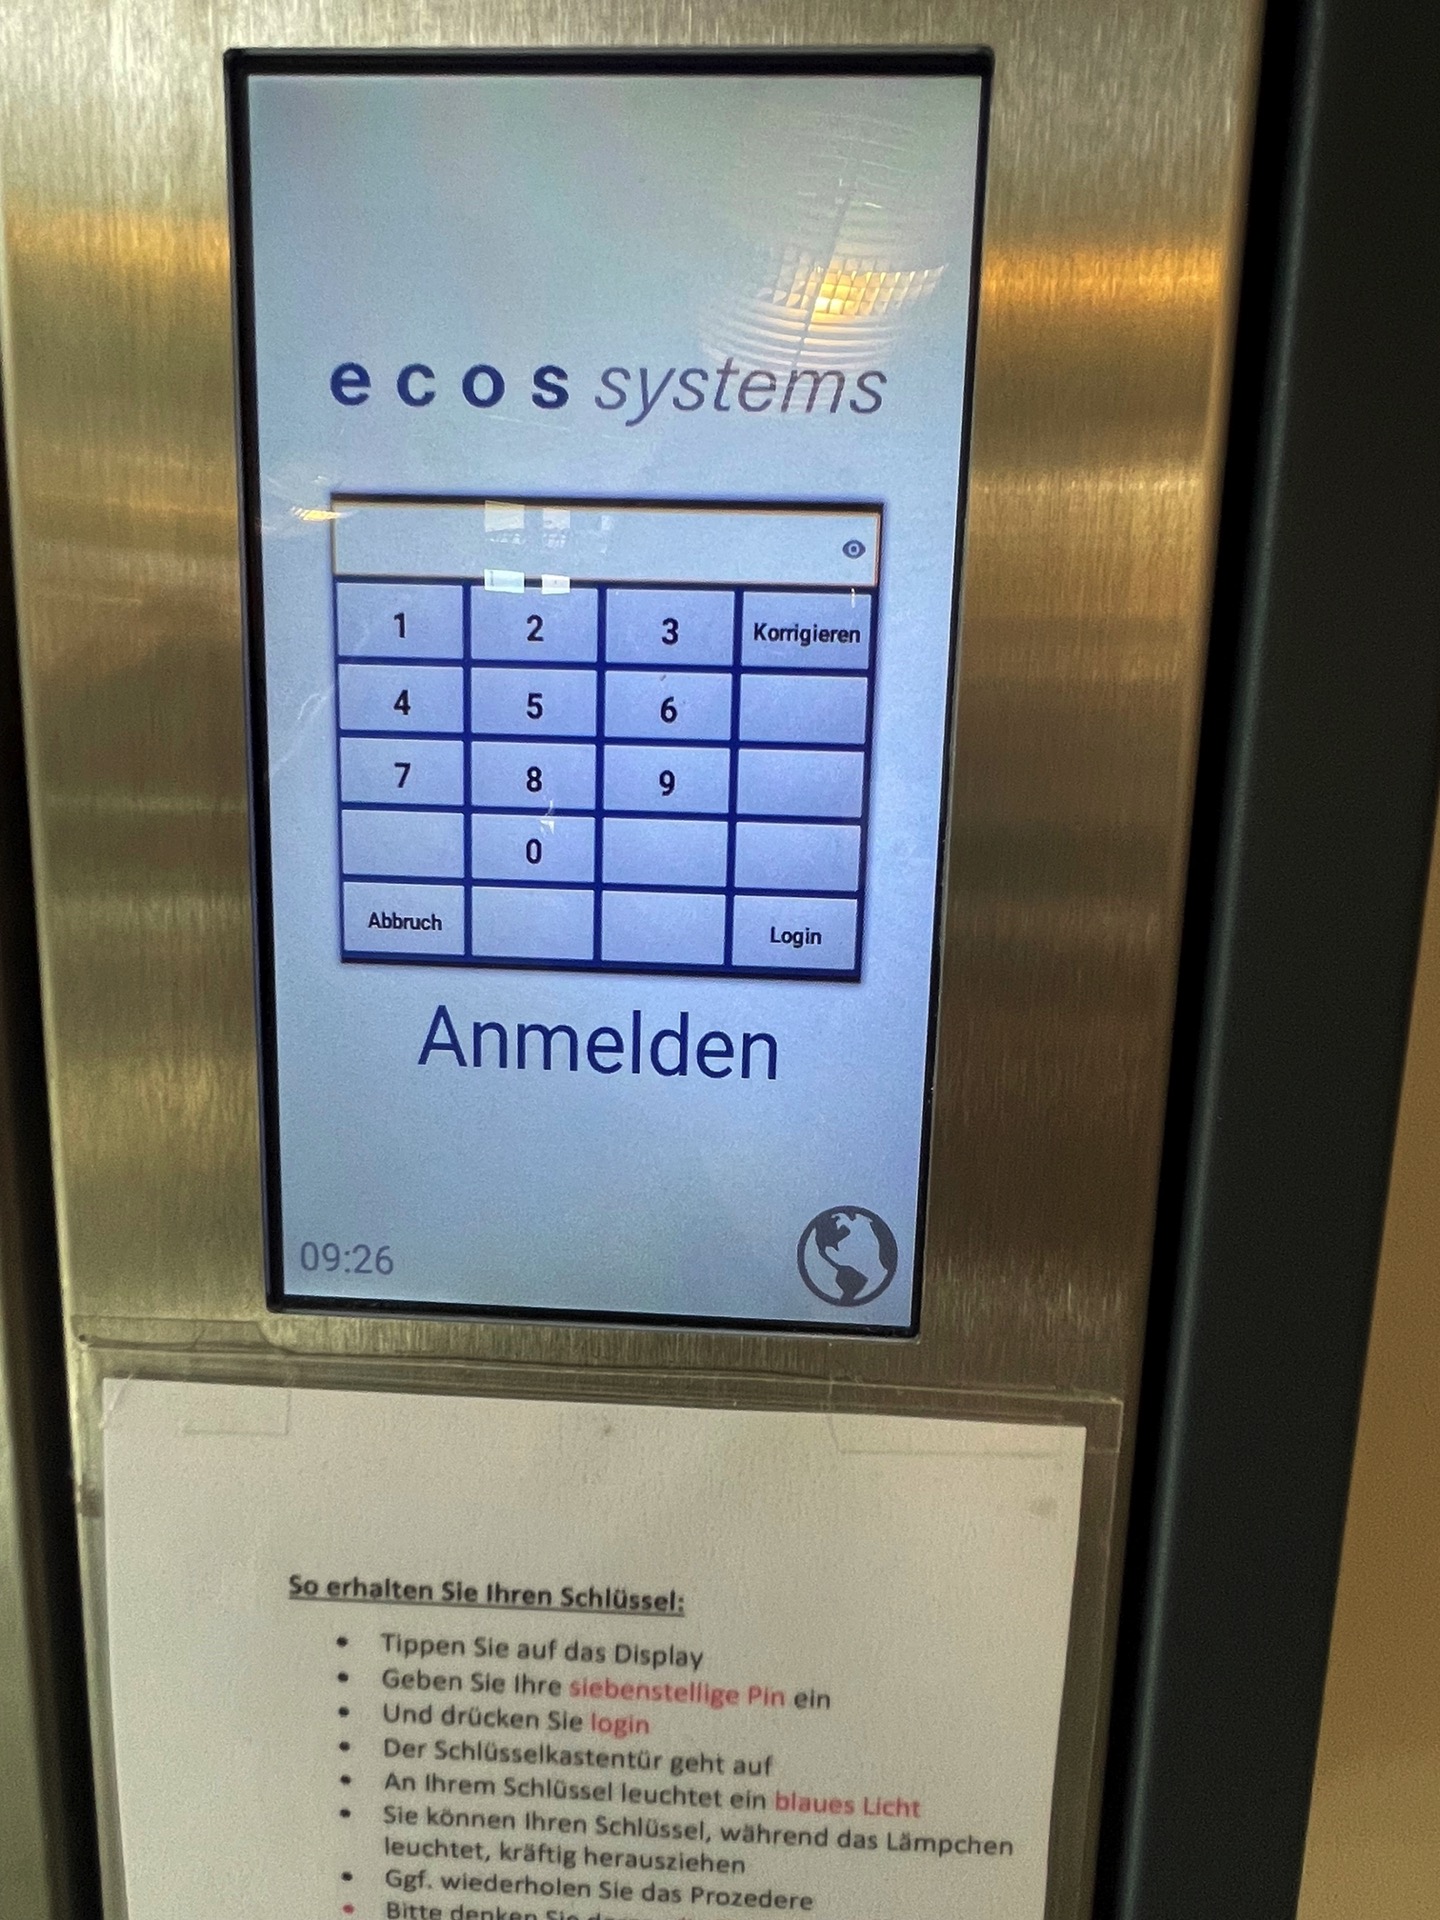 ecos systems
1 2 3 Korrigieren
4 5 6
7 8 9
0
Abbruch Login
Anmelden
09:26
So erhalten Sie Ihren Schlüssel:
• Tippen Sie auf das Display
• Geben Sie Ihre siebenstellige Pin ein
• Und drücken Sie login
• Der Schlüsselkastentür geht auf
• An Ihrem Schlüssel leuchtet ein blaues Licht
• Sie können Ihren Schlüssel, während das Lämpchen
leuchtet, kräftig herausziehen
• Ggf. wiederholen Sie das Prozedere
• Bitte denken Sie